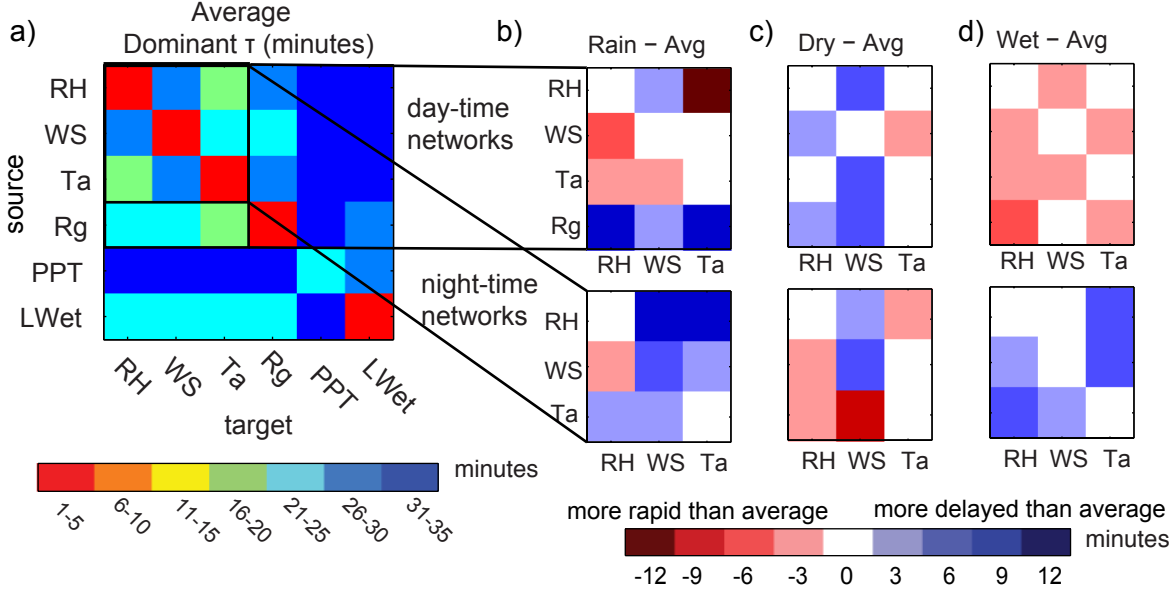 a)
Average
Dominant τ (minutes)
b)
Rain – Avg
c)
Dry – Avg
d)
Wet – Avg
source
RH
WS
Ta
Rg
PPT
LWet
RH
WS
Ta
Rg
PPT
LWet
target
day-time
networks
night-time
networks
RH
WS
Ta
Rg
RH WS Ta
RH WS Ta
RH WS Ta
RH
WS
Ta
RH WS Ta
RH WS Ta
RH WS Ta
minutes
1-5
6-10
11-15
16-20
21-25
26-30
31-35
more rapid than average
more delayed than average
minutes
-12 -9 -6 -3 0 3 6 9 12